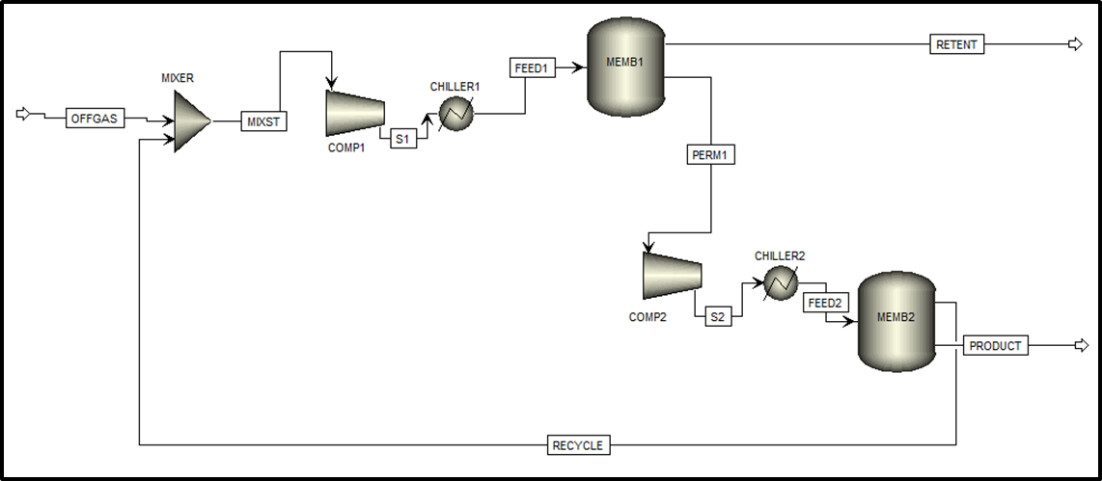 RETENT
MEMB1
MIXER
CHILLER1
FEED1
OFFGAS
MIXST
S1
COMP1
PERM1
CHILLER2
FEED2
COMP2
S2
MEMB2
PRODUCT
RECYCLE